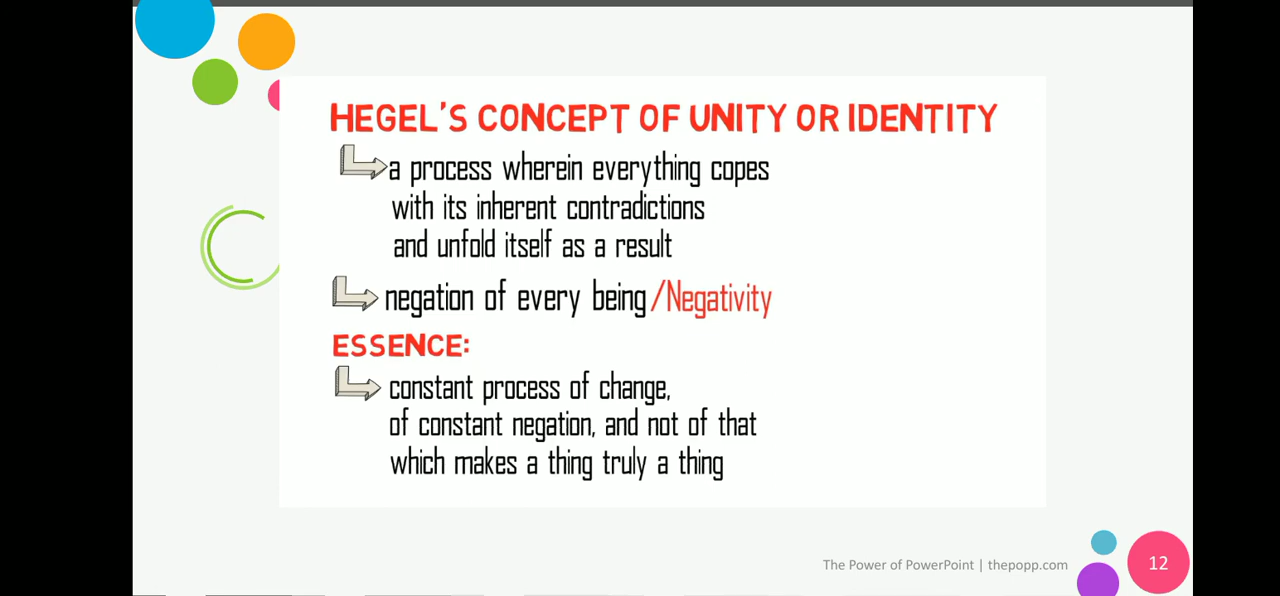 HEGEL'S CONCEPT OF UNITY OR IDENTITY
a process wherein everything copes
with its inherent contradictions
and unfold itself as a result
negation of every being/Negativity
ESSENCE:
constant process of change,
of constant negation, and not of that
which makes a thing truly a thing
The Power of PowerPoint | thepopp.com
12